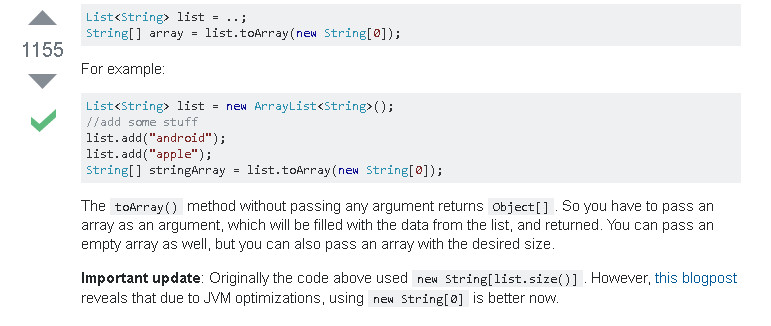 List<String> list = ..;
String[] array = list.toArray(new String[0]);
1155
For example:
List<String> list = new ArrayList<String>();
//add some stuff
list.add("android");
list.add("apple");
String[] stringArray = list.toArray(new String[0]);
The toArray() method without passing any argument returns Object[] . So you have to pass an
array as an argument, which will be filled with the data from the list, and returned. You can pass an
empty array as well, but you can also pass an array with the desired size.
Important update: Originally the code above used new String[list.size()] . However, this blogpost
reveals that due to JVM optimizations, using new String[0] is better now.